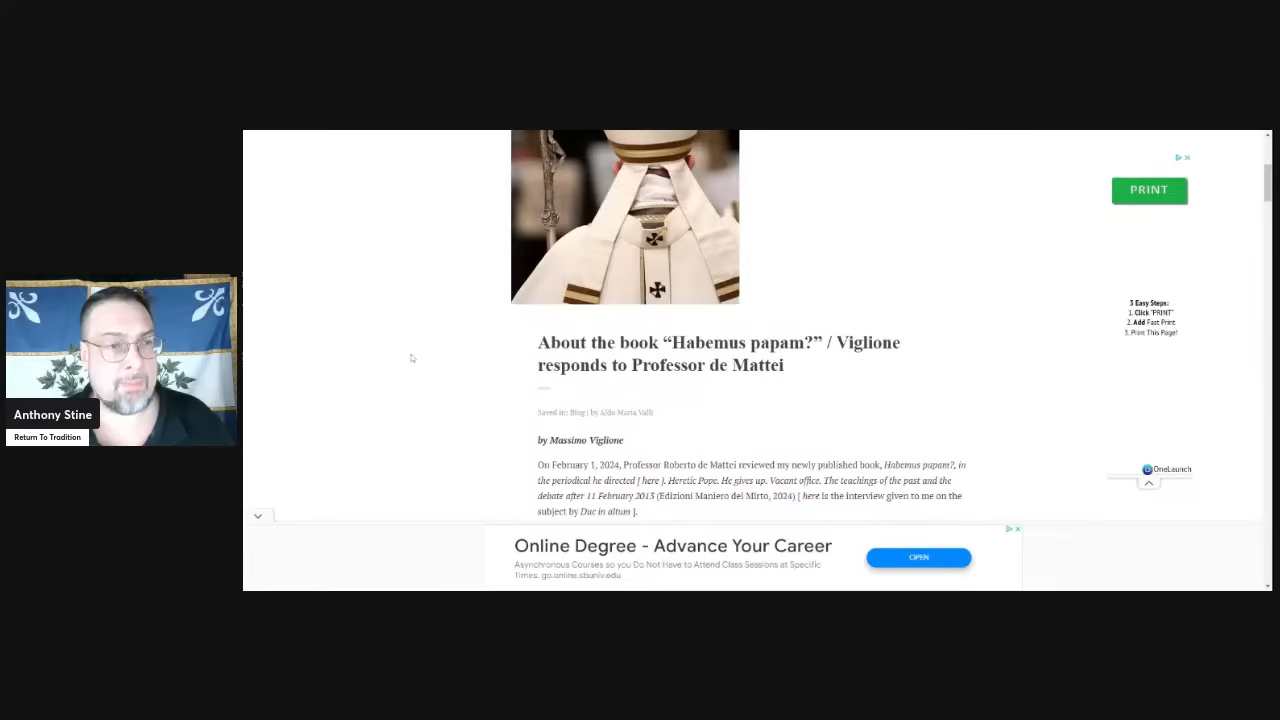 PRINT
3 Easy Steps:
1. Click "PRINT"
2. Add Fast Print
3. Print This Page!
About the book “Habemus papam?” / Viglione
responds to Professor de Mattei
Saved in: Blog | by Aldo Maria Valli
by Massimo Viglione
On February 1, 2024, Professor Roberto de Mattei reviewed my newly published book, Habemus papam?, in
the periodical he directed [ here ]. Heretic Pope. He gives up. Vacant office. The teachings of the past and the
debate after 11 February 2013 (Edizioni Maniero del Mirto, 2024) [ here is the interview given to me on the
subject by Duc in altum ].
Anthony Stine
Return To Tradition
OneLaunch
Online Degree - Advance Your Career
Asynchronous Courses so you Do Not Have to Attend Class Sessions at Specific
Times. go.online.sbuniv.edu
OPEN